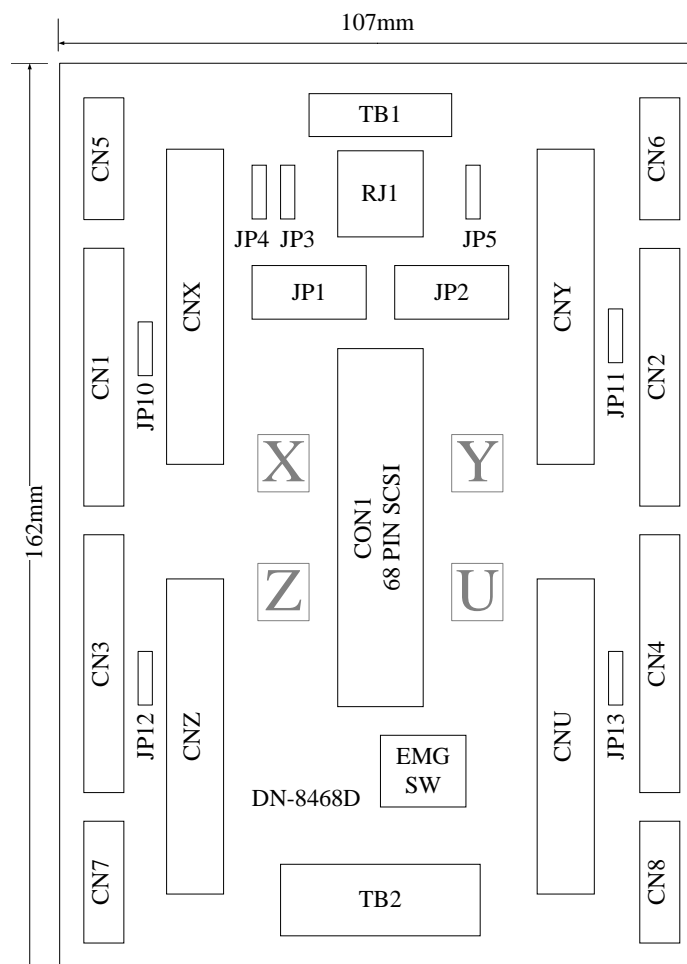 107mm
TB1
CN5
CN6
RJ1
JP4
JP3
JP5
CNX
CNY
JP1
JP2
CN1
JP10
JP11
CN2
X
Y
162mm
CON1
68 PIN SCSI
Z
U
CN3
JP12
CNZ
CNU
JP13
CN4
EMG
SW
DN-8468D
CN7
TB2
CN8